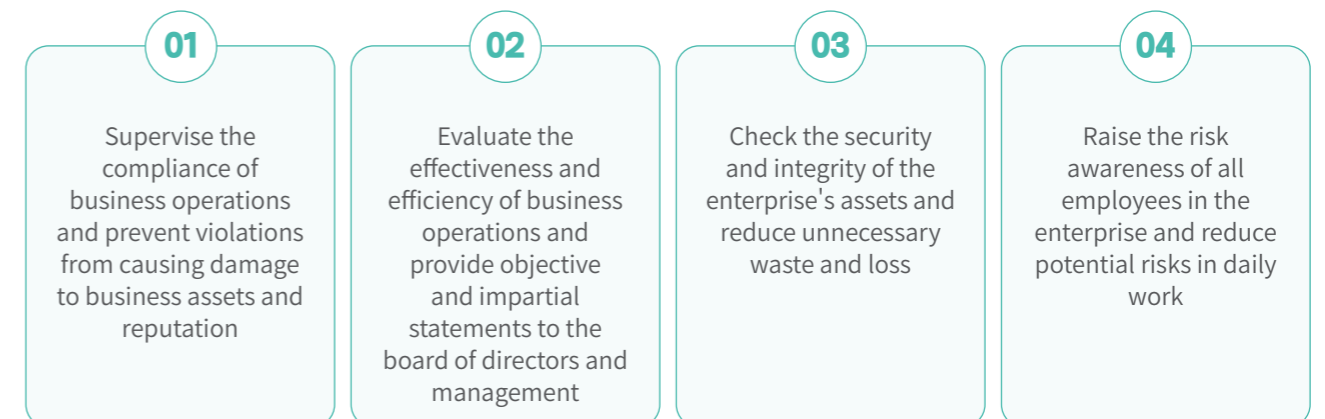 01
Supervise the
compliance of
business operations
and prevent violations
from causing damage
to business assets and
reputation
02
Evaluate the
effectiveness and
efficiency of business
operations and
provide objective
and impartial
statements to the
board of directors and
management
03
Check the security
and integrity of the
enterprise's assets and
reduce unnecessary
waste and loss
04
Raise the risk
awareness of all
employees in the
enterprise and reduce
potential risks in daily
work